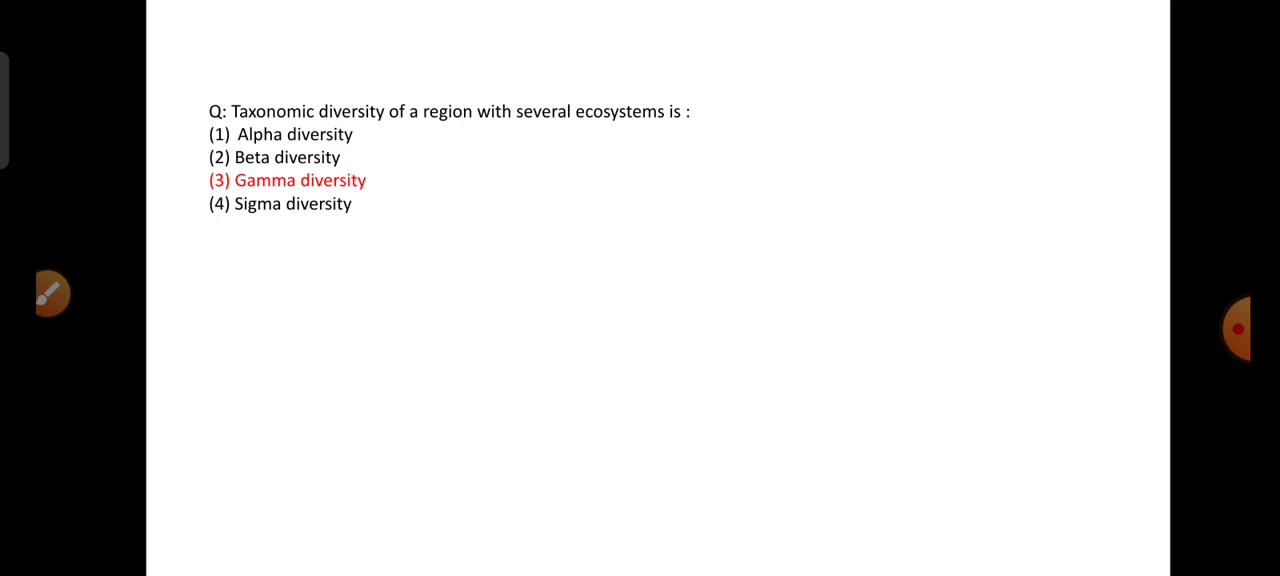 Q: Taxonomic diversity of a region with several ecosystems is :
(1) Alpha diversity
(2) Beta diversity
(3) Gamma diversity
(4) Sigma diversity